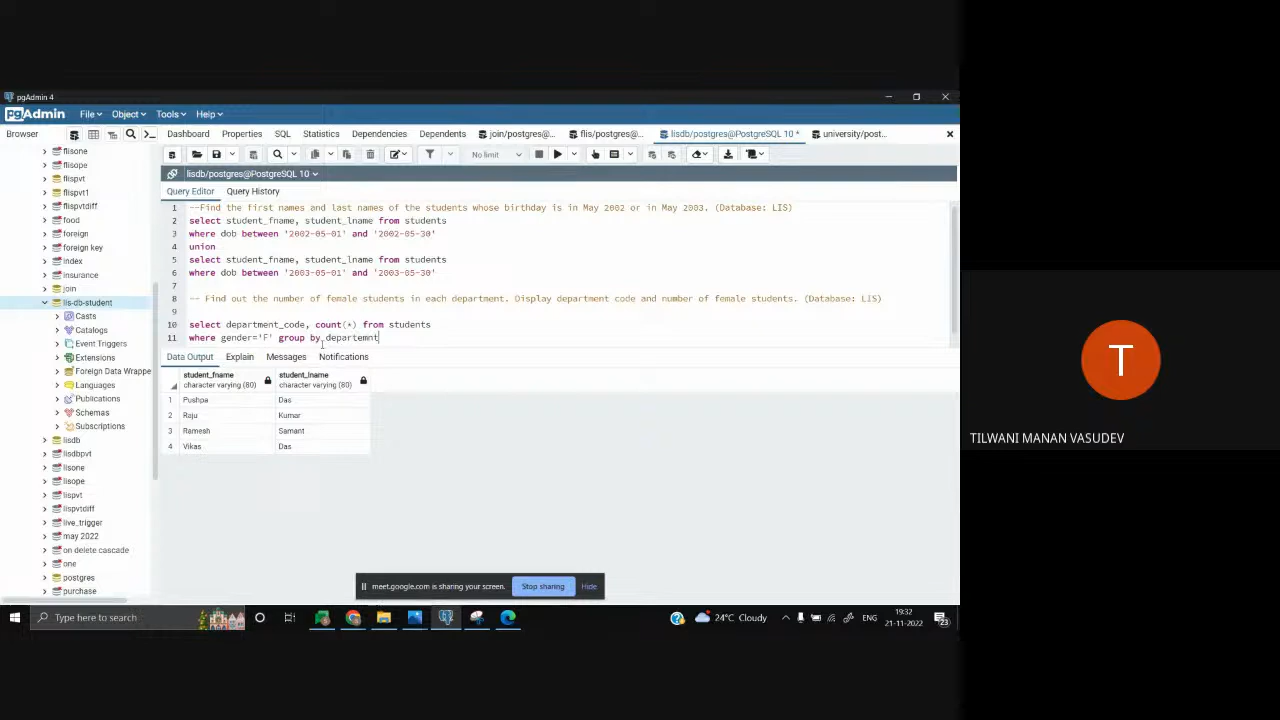 pgAdmin 4
pgAdmin File Object Tools Help
Browser Dashboard Properties SQL Statistics Dependencies Dependents join/postgres@... flis/postgres@... lisdb/postgres@PostgreSQL 10 * university/post...
No limit
lisdb/postgres@PostgreSQL 10
Query Editor Query History
1 --Find the first names and last names of the students whose birthday is in May 2002 or in May 2003. (Database: LIS)
2 select student_fname, student_lname from students
3 where dob between '2002-05-01' and '2002-05-30'
4 union
5 select student_fname, student_lname from students
6 where dob between '2003-05-01' and '2003-05-30'
7
8 -- Find out the number of female students in each department. Display department code and number of female students. (Database: LIS)
9
10 select department_code, count(*) from students
11 where gender='F' group by departemnt
Data Output Explain Messages Notifications
student_fname student_lname
character varying (80) character varying (80)
1 Pushpa Das
2 Raju Kumar
3 Ramesh Samant
4 Vikas Das
flisone
flisope
flispvt
flispvt1
flispvtdiff
food
foreign
foreign key
index
insurance
join
lis-db-student
Casts
Catalogs
Event Triggers
Extensions
Foreign Data Wrappe
Languages
Publications
Schemas
Subscriptions
lisdb
lisdbpvt
lisone
lisope
lispvt
lispvtdiff
live_trigger
may 2022
on delete cascade
one
postgres
purchase
meet.google.com is sharing your screen. Stop sharing Hide
Type here to search
24°C Cloudy ENG 19:32
21-11-2022
23
T
TILWANI MANAN VASUDEV